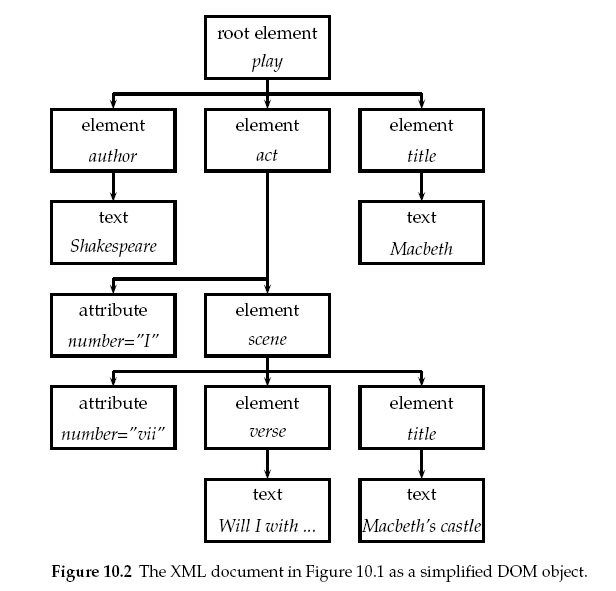 root element
play
element
author
element
act
element
title
text
Shakespeare
text
Macbeth
attribute
number="I"
element
scene
attribute
number="vii"
element
verse
element
title
text
Will I with ...
text
Macbeth's castle
Figure 10.2 The XML document in Figure 10.1 as a simplified DOM object.